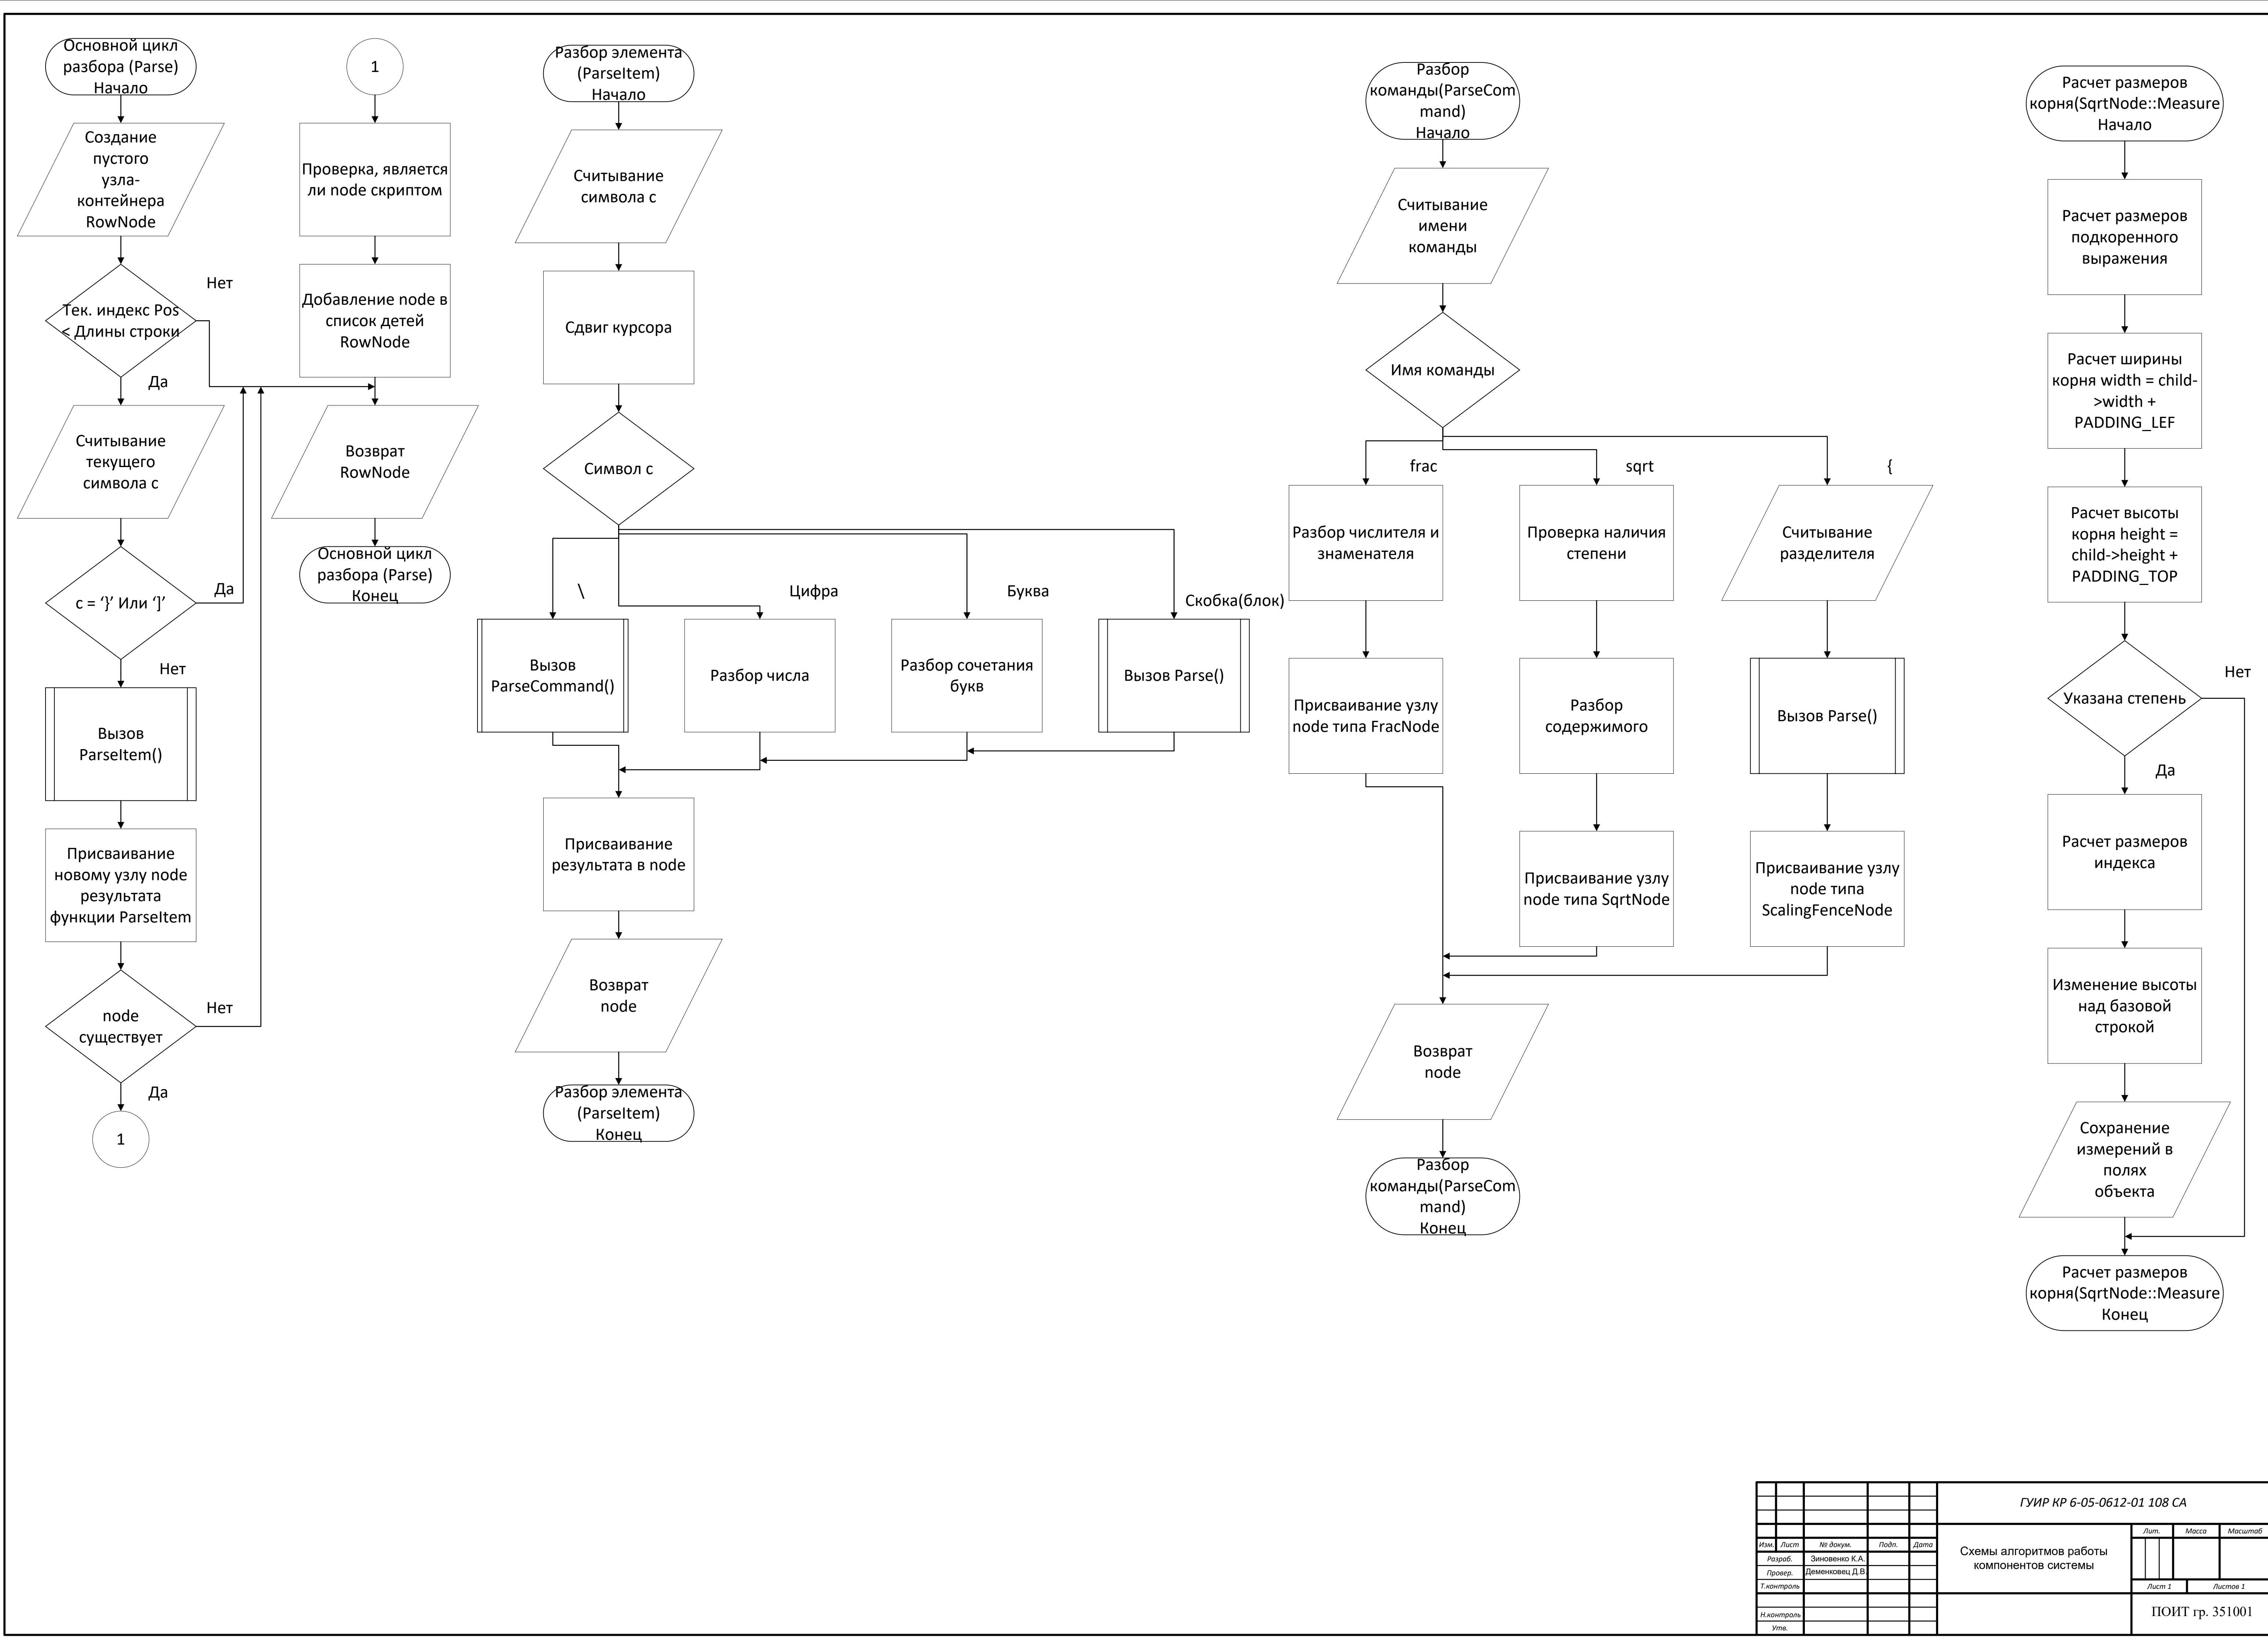 Основной цикл
разбора (Parse)
Начало
Создание
пустого
узла-
контейнера
RowNode
Тек. индекс Pos
< Длины строки
Нет
Да
Считывание
текущего
символа c
c = ‘}’ Или ‘]’
Да
Нет
Вызов
ParseItem()
Присваивание
новому узлу node
результата
функции ParseItem
node
существует
Нет
Да
1
1
Проверка, является
ли node скриптом
Добавление node в
список детей
RowNode
Возврат
RowNode
Основной цикл
разбора (Parse)
Конец
Разбор элемента
(ParseItem)
Начало
Считывание
символа c
Сдвиг курсора
Символ c
\
Цифра
Буква
Скобка(блок)
Вызов
ParseCommand()
Разбор числа
Разбор сочетания
букв
Вызов Parse()
Присваивание
результата в node
Возврат
node
Разбор элемента
(ParseItem)
Конец
Разбор
команды(ParseCom
mand)
Начало
Считывание
имени
команды
Имя команды
frac
sqrt
{
Разбор числителя и
знаменателя
Проверка наличия
степени
Считывание
разделителя
Присваивание узлу
node типа FracNode
Разбор
содержимого
Вызов Parse()
Присваивание узлу
node типа SqrtNode
Присваивание узлу
node типа
ScalingFenceNode
Возврат
node
Разбор
команды(ParseCom
mand)
Конец
Расчет размеров
корня(SqrtNode::Measure
Начало
Расчет размеров
подкоренного
выражения
Расчет ширины
корня width = child-
>width +
PADDING_LEF
Расчет высоты
корня height =
child->height +
PADDING_TOP
Указана степень
Нет
Да
Расчет размеров
индекса
Изменение высоты
над базовой
строкой
Сохранение
измерений в
полях
объекта
Расчет размеров
корня(SqrtNode::Measure
Конец
ГУИР КР 6-05-0612-01 108 СА
Изм. Лист № докум. Подп. Дата
Разраб. Зиновенко К.А.
Провер. Деменковец Д.В.
Т.контроль
Н.контроль
Утв.
Схемы алгоритмов работы
компонентов системы
Лит. Масса Масштаб
Лист 1 Листов 1
ПОИТ гр. 351001